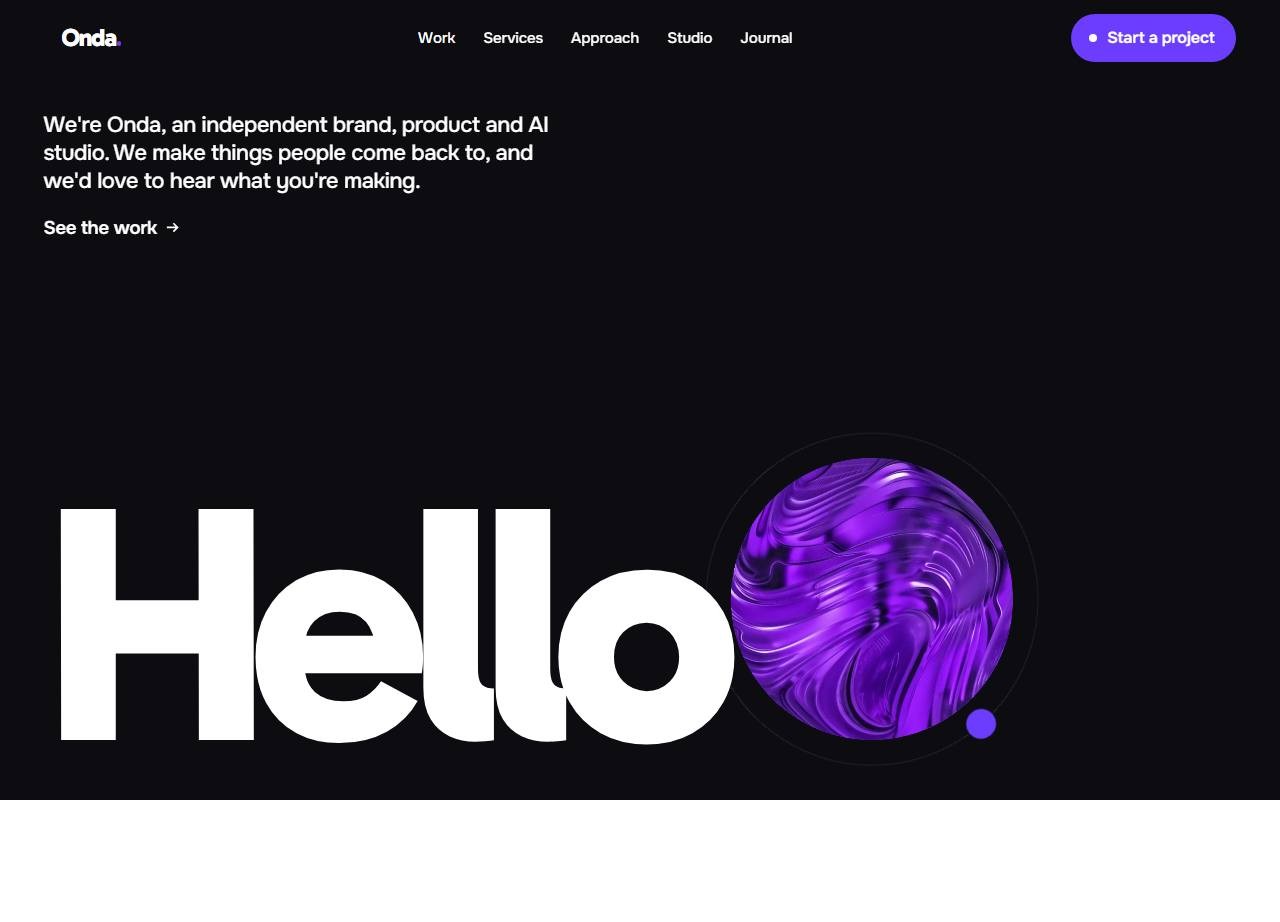 Onda.
Work
Services
Approach
Studio
Journal
Start a project
We're Onda, an independent brand, product and AI
studio. We make things people come back to, and
we'd love to hear what you're making.
See the work →
Hello